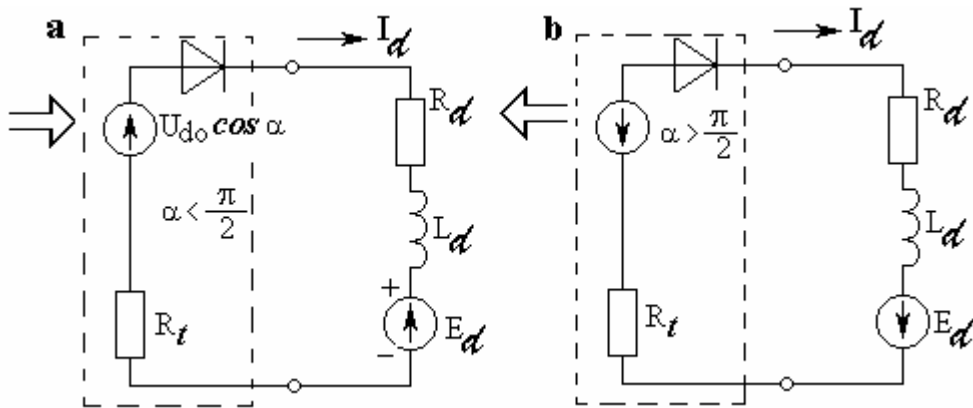 a
I_d
U_do cos α
α < π/2
R_t
R_d
L_d
+
−
E_d
b
I_d
α > π/2
R_t
R_d
L_d
E_d